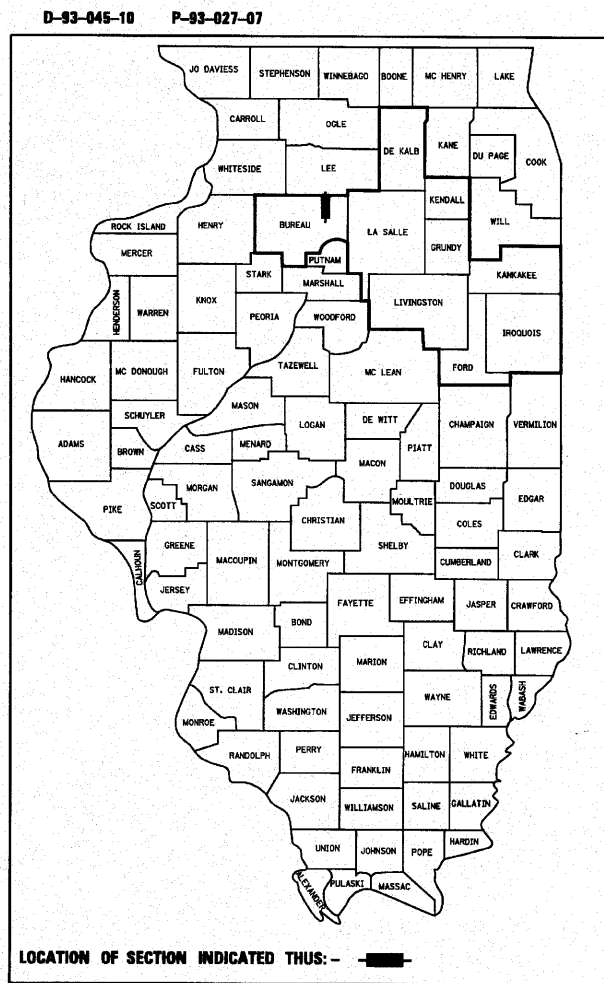 D-93-045-10 P-93-027-07
JO DAVIESS STEPHENSON WINNEBAGO BOONE MC HENRY LAKE
CARROLL OGLE DE KALB KANE DU PAGE COOK
WHITESIDE LEE
KENDALL
ROCK ISLAND HENRY BUREAU LA SALLE GRUNDY WILL
MERCER PUTNAM
STARK MARSHALL KANKAKEE
HENDERSON WARREN KNOX PEORIA WOODFORD LIVINGSTON IROQUOIS
HANCOCK MC DONOUGH FULTON TAZEWELL MC LEAN FORD
SCHUYLER MASON LOGAN DE WITT CHAMPAIGN VERMILION
ADAMS BROWN CASS MENARD MACON PIATT
PIKE SCOTT MORGAN SANGAMON MOULTRIE DOUGLAS EDGAR
CHRISTIAN COLES
CALHOUN GREENE MACOUPIN MONTGOMERY SHELBY CUMBERLAND CLARK
JERSEY FAYETTE EFFINGHAM JASPER CRAWFORD
MADISON BOND
CLINTON MARION CLAY RICHLAND LAWRENCE
ST. CLAIR WASHINGTON JEFFERSON WAYNE EDWARDS WABASH
MONROE
RANDOLPH PERRY FRANKLIN HAMILTON WHITE
JACKSON WILLIAMSON SALINE GALLATIN
UNION JOHNSON POPE HARDIN
ALEXANDER PULASKI MASSAC
LOCATION OF SECTION INDICATED THUS: -